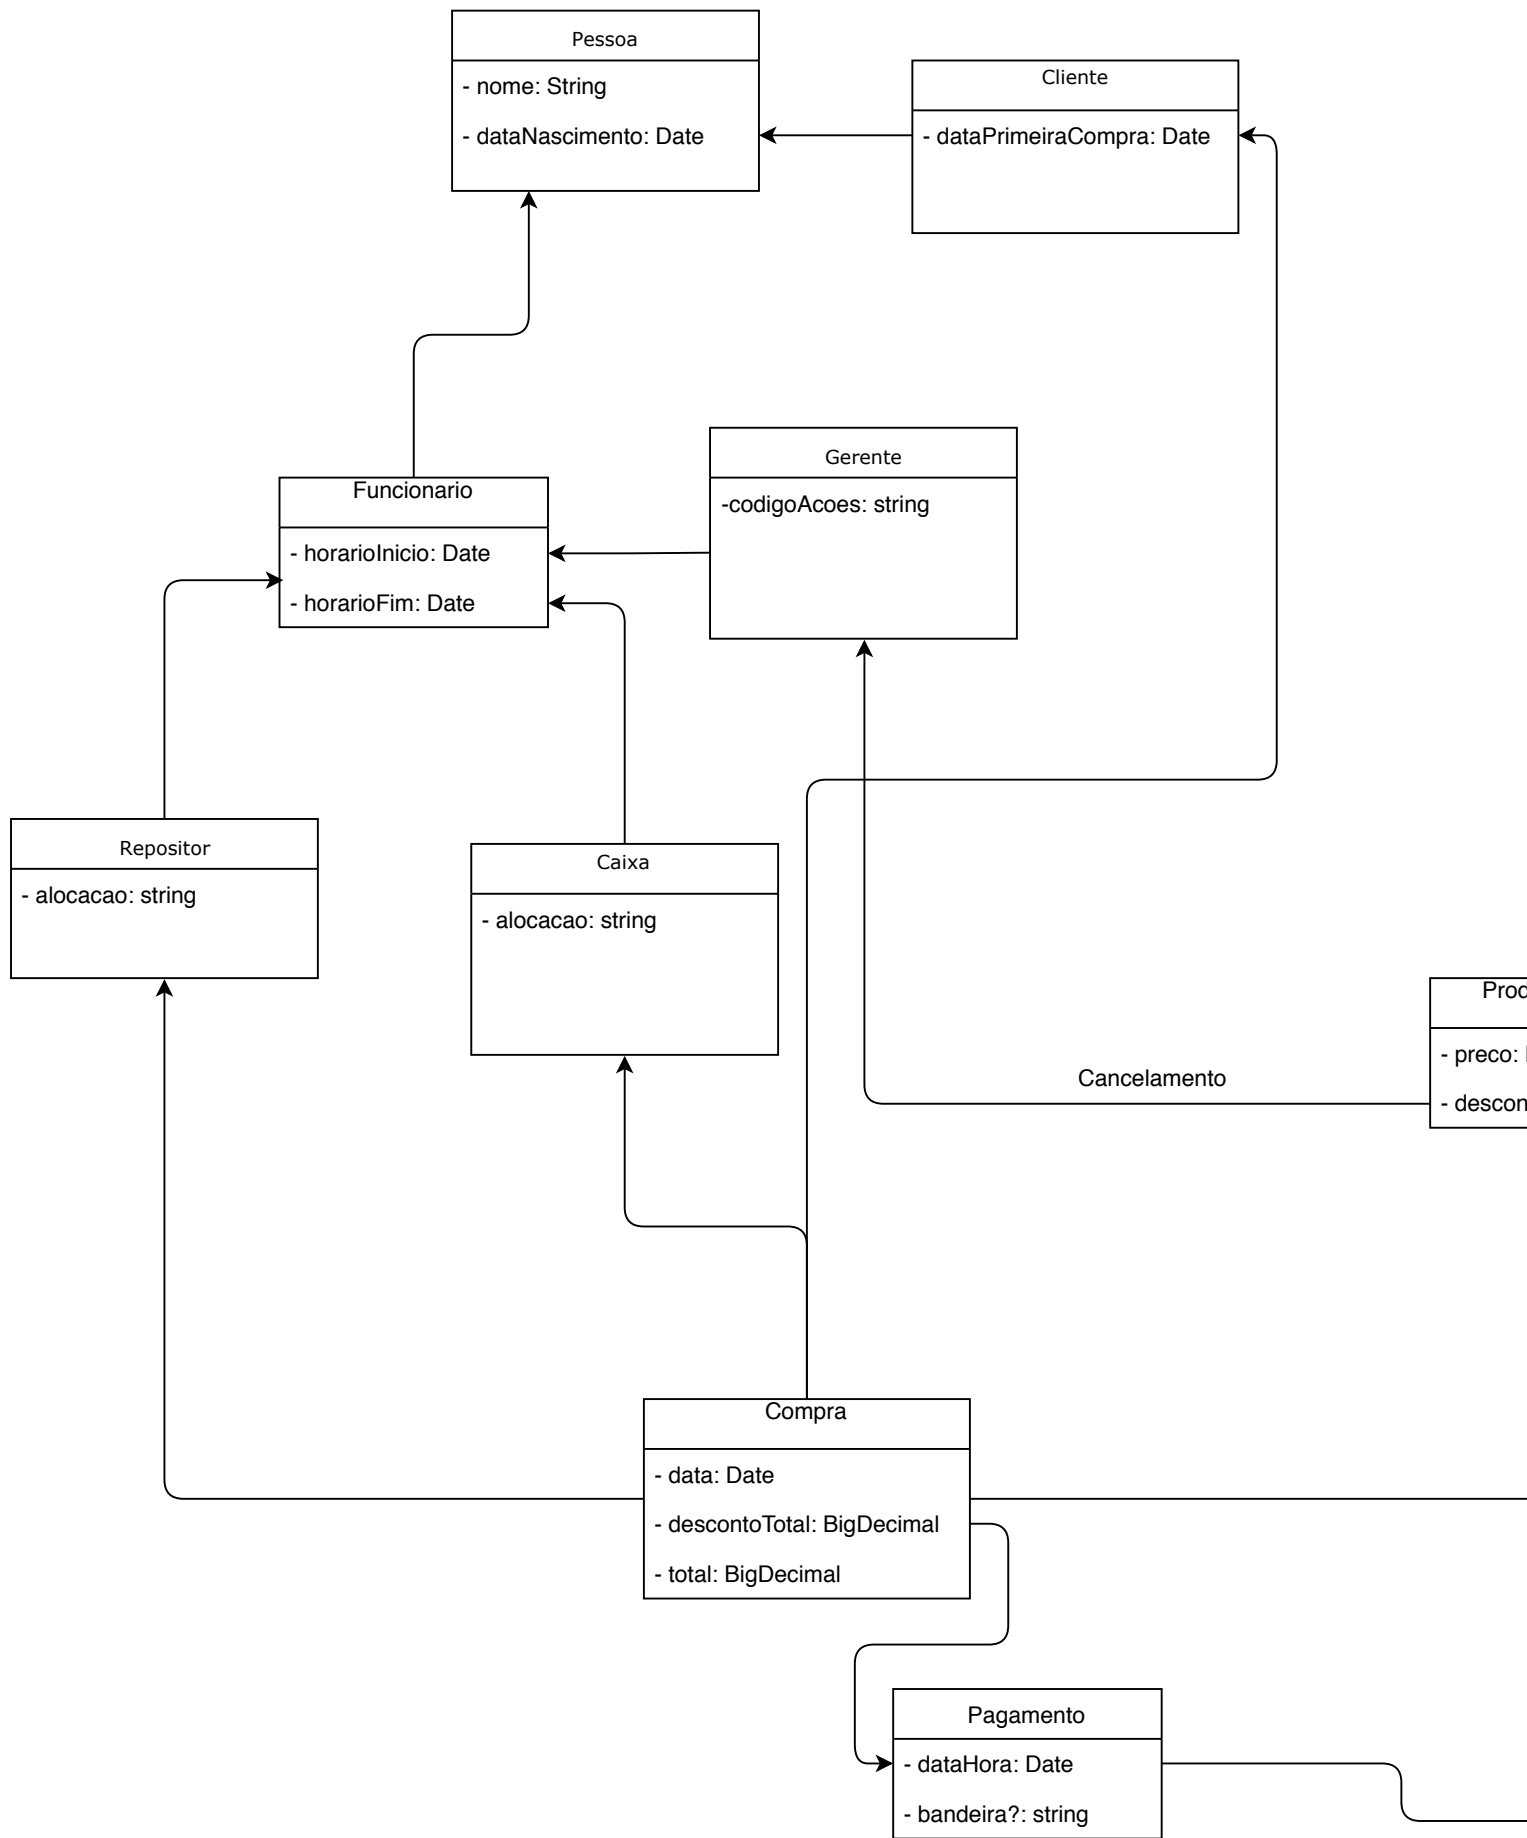 Pessoa
- nome: String
- dataNascimento: Date
Cliente
- dataPrimeiraCompra: Date
Funcionario
- horarioInicio: Date
- horarioFim: Date
Gerente
-codigoAcoes: string
Repositor
- alocacao: string
Caixa
- alocacao: string
- preco:
Cancelamento
Compra
- data: Date
- descontoTotal: BigDecimal
- total: BigDecimal
Pagamento
- dataHora: Date
- bandeira?: string